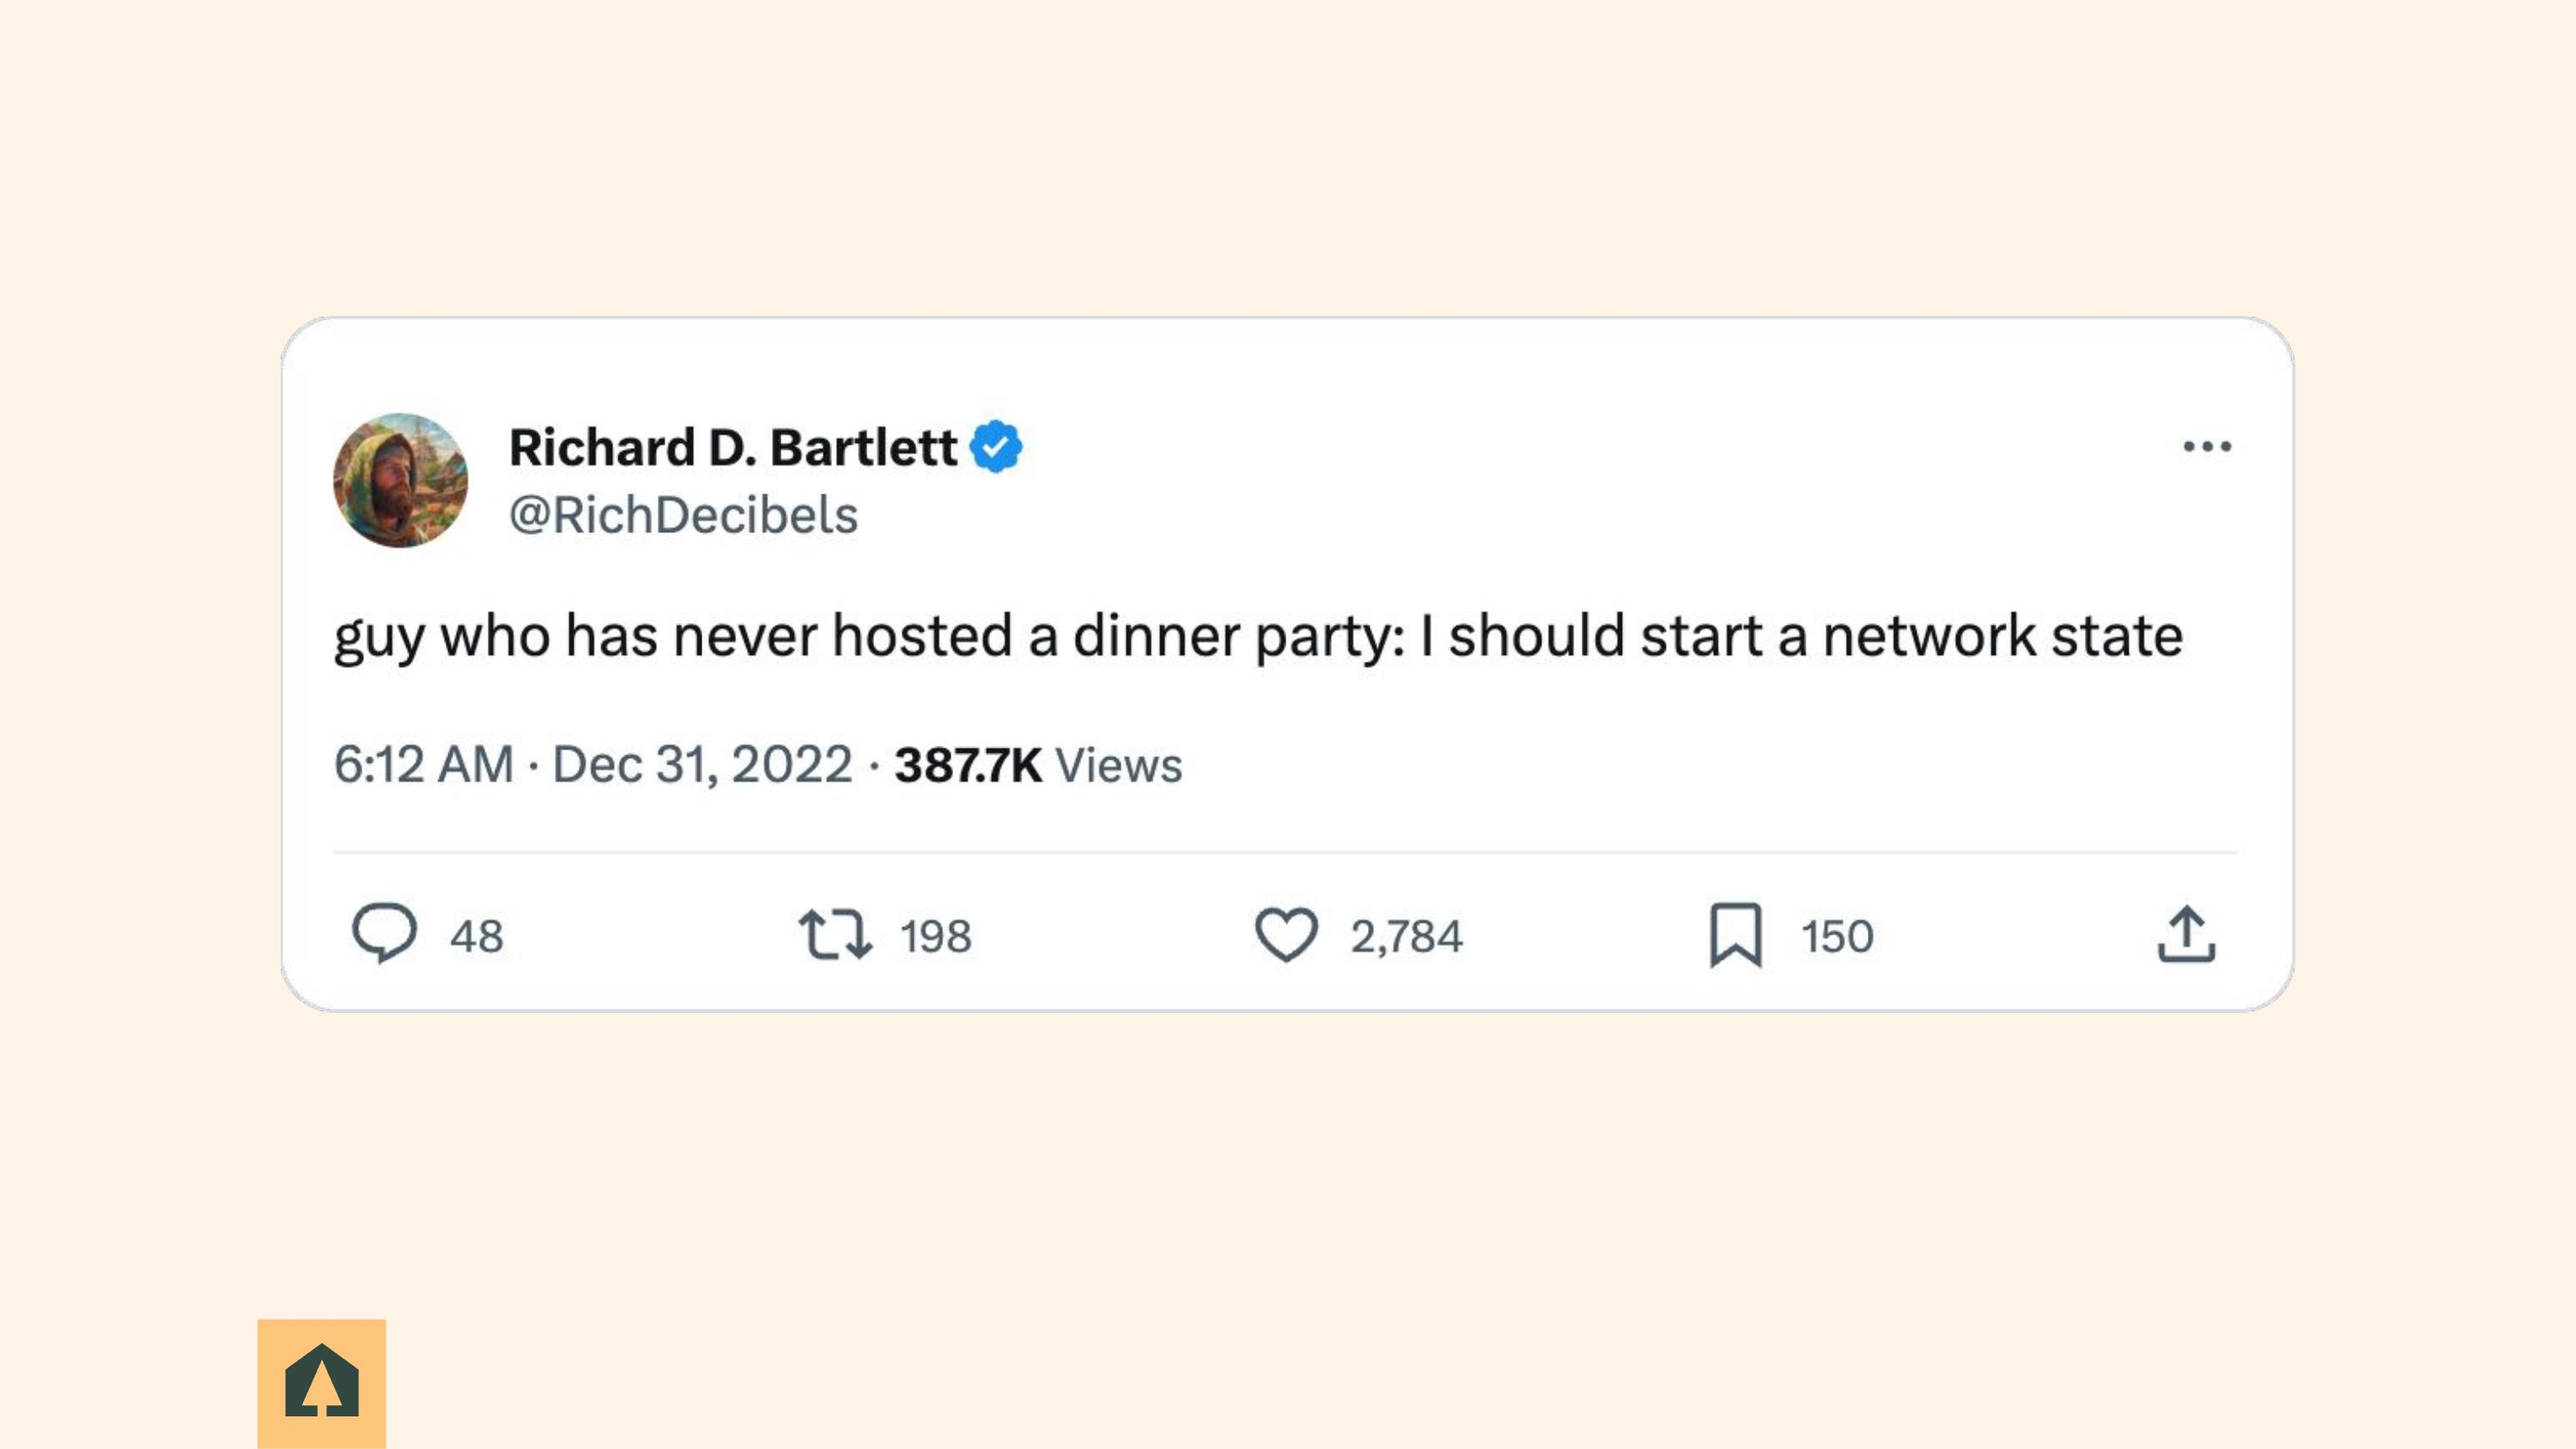 Richard D. Bartlett
@RichDecibels
guy who has never hosted a dinner party: I should start a network state
6:12 AM · Dec 31, 2022 · 387.7K Views
48 198 2,784 150